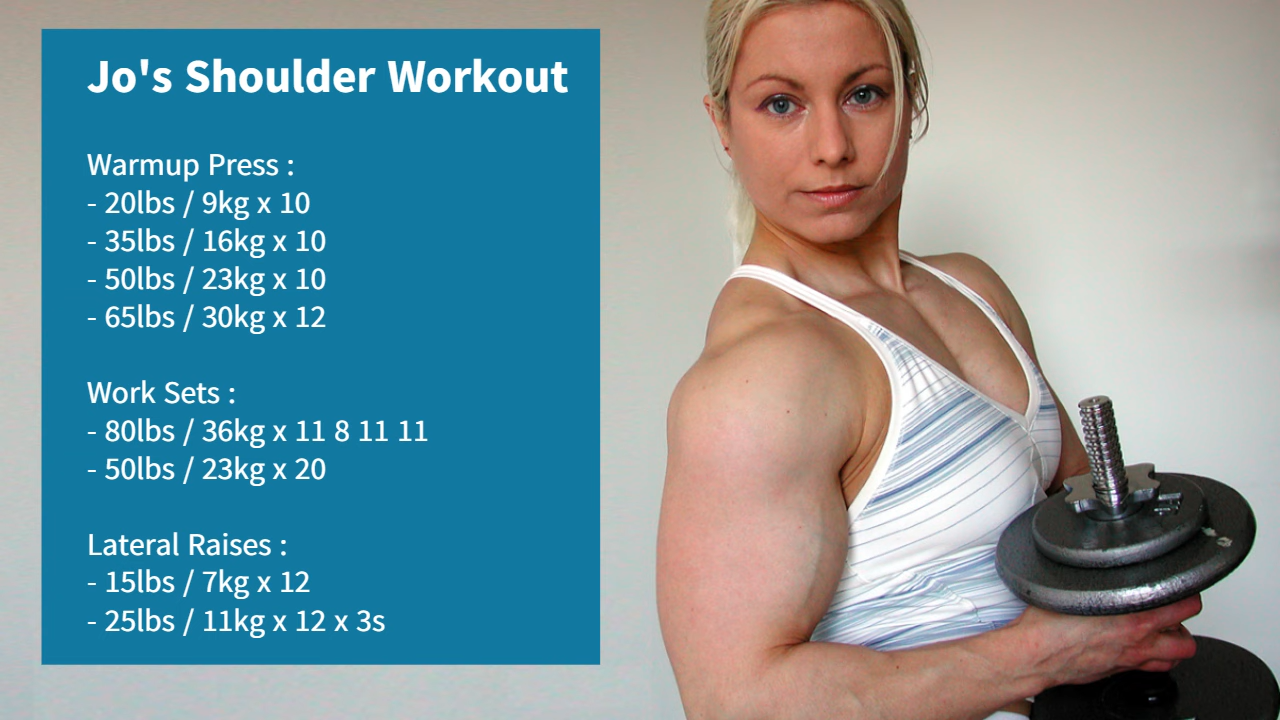 Jo's Shoulder Workout
Warmup Press :
- 20lbs / 9kg x 10
- 35lbs / 16kg x 10
- 50lbs / 23kg x 10
- 65lbs / 30kg x 12
Work Sets :
- 80lbs / 36kg x 11 8 11 11
- 50lbs / 23kg x 20
Lateral Raises :
- 15lbs / 7kg x 12
- 25lbs / 11kg x 12 x 3s